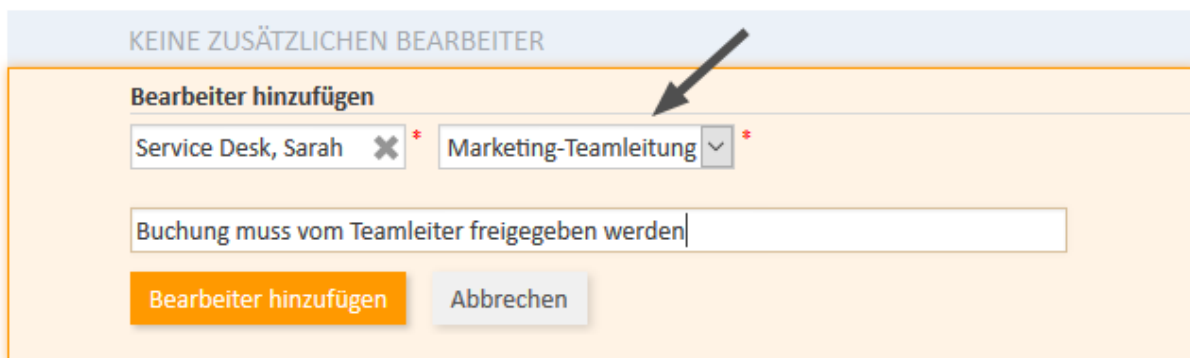 KEINE ZUSÄTZLICHEN BEARBEITER
Bearbeiter hinzufügen
Service Desk, Sarah * Marketing-Teamleitung *
Buchung muss vom Teamleiter freigegeben werden
Bearbeiter hinzufügen Abbrechen